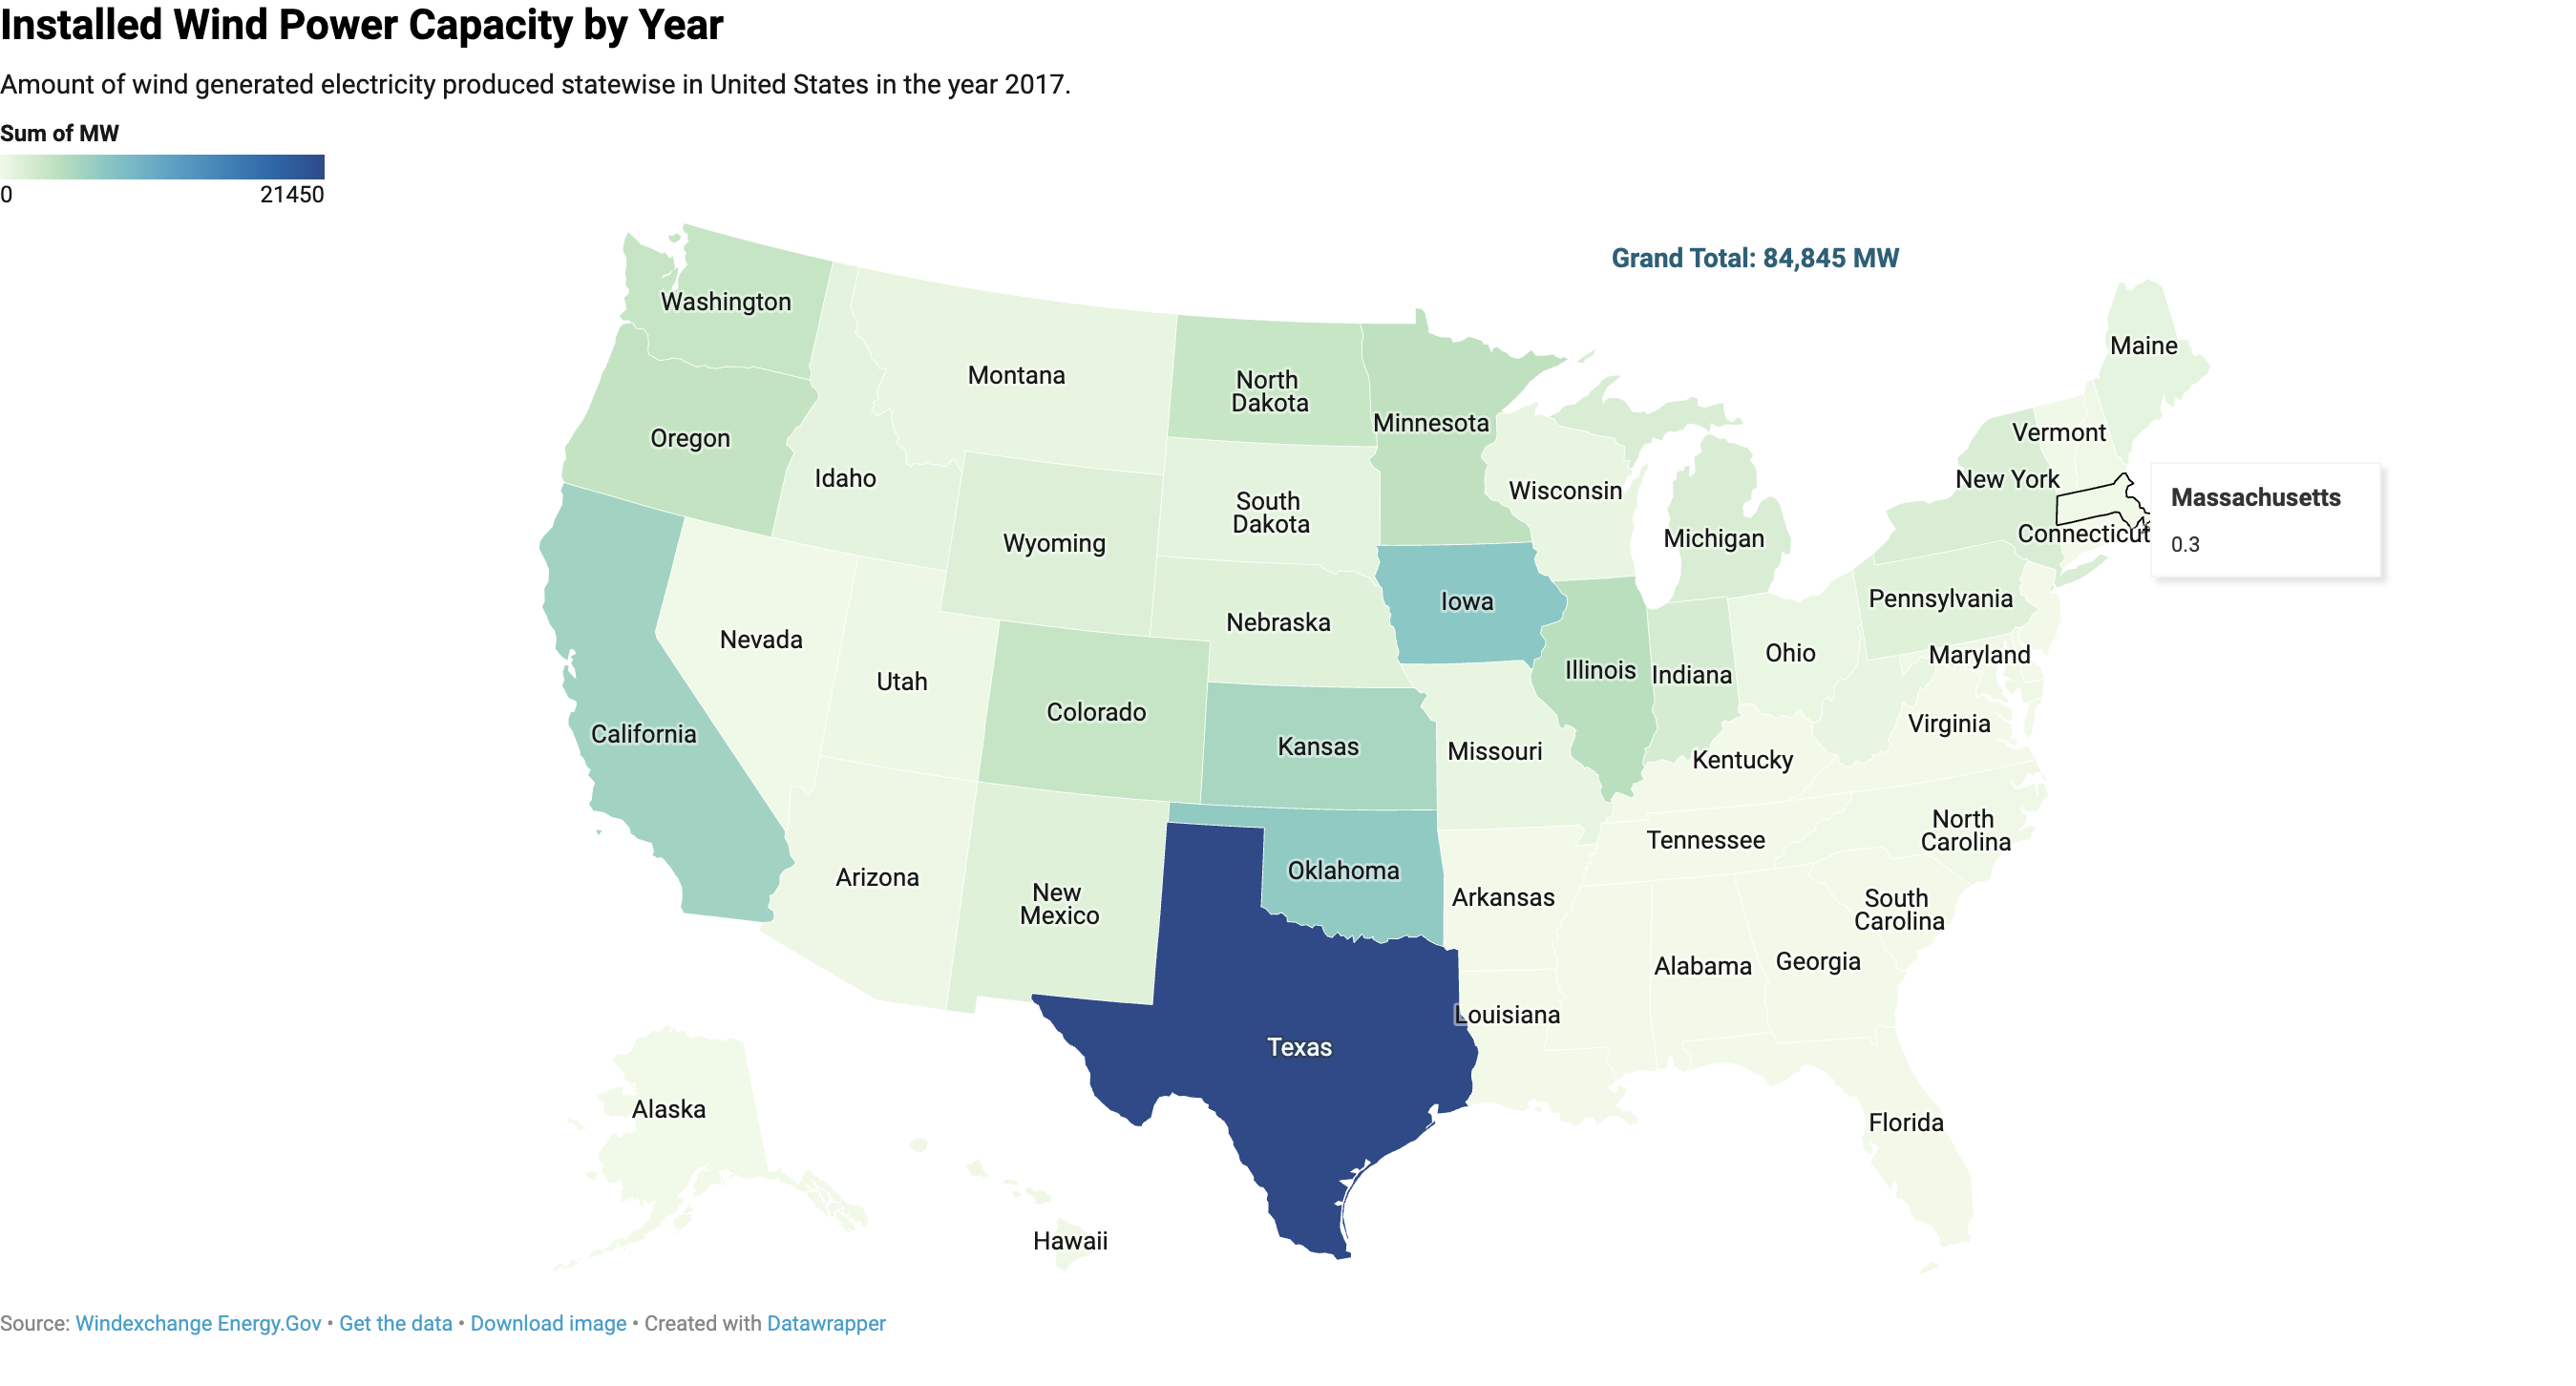 Installed Wind Power Capacity by Year
Amount of wind generated electricity produced statewise in United States in the year 2017.
Sum of MW
0 21450
Grand Total: 84,845 MW
Washington
Maine
Montana
North
Dakota
Minnesota
Vermont
Oregon
Idaho
New York
Wisconsin
Massachusetts
0.3
South
Dakota
Connecticut
Michigan
Wyoming
Iowa
Pennsylvania
Nebraska
Nevada
Ohio
Maryland
Illinois
Indiana
Utah
Colorado
Virginia
California
Kansas
Missouri
Kentucky
North
Carolina
Tennessee
Oklahoma
Arizona
New
Mexico
Arkansas
South
Carolina
Alabama
Georgia
Louisiana
Texas
Alaska
Florida
Hawaii
Source: Windexchange Energy.Gov • Get the data • Download image • Created with Datawrapper